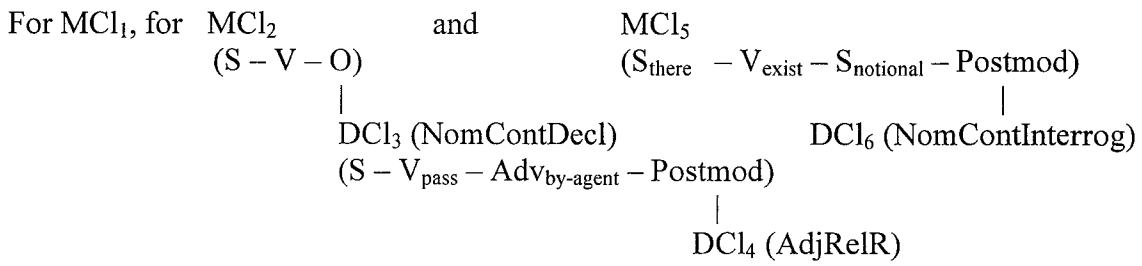 For MCl₁, for MCl₂ and MCl₅
(S – V – O) (Sthere – Vexist – Snotional – Postmod)
DCl₃ (NomContDecl) DCl₆ (NomContInterrog)
(S – Vpass – Advby-agent – Postmod)
DCl₄ (AdjRelR)